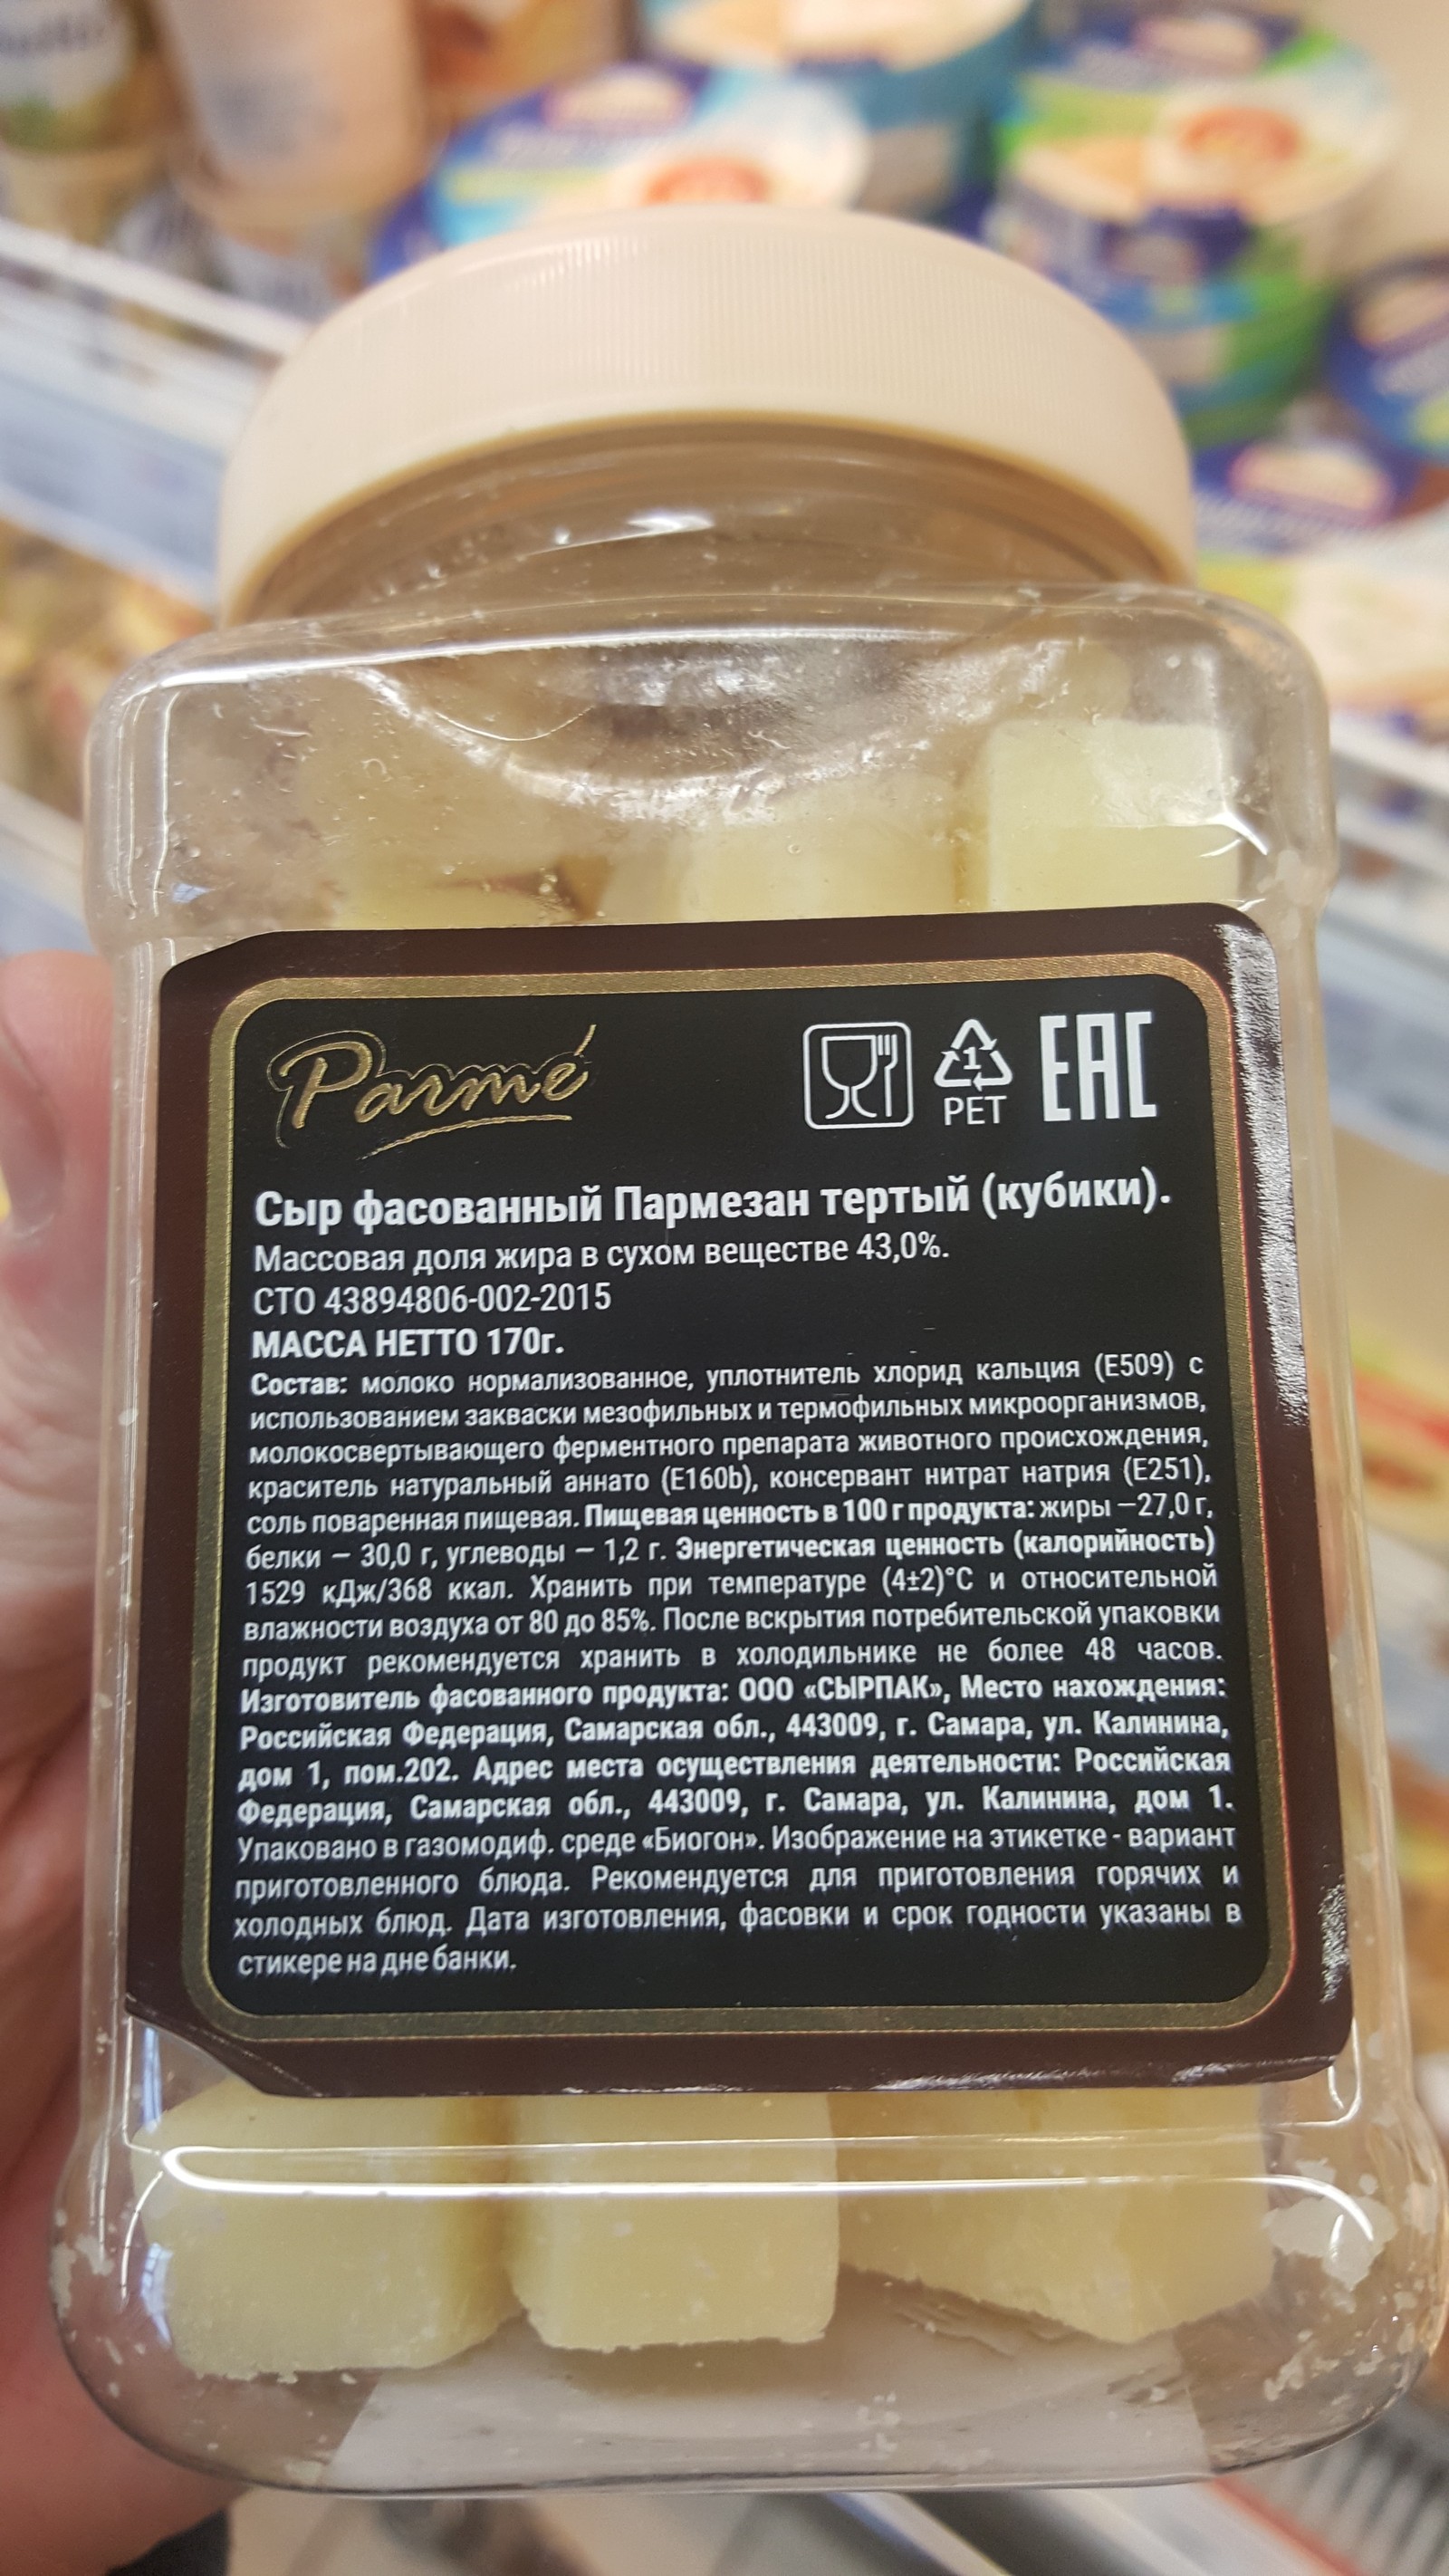 Parmé
1
PET
EAC
Сыр фасованный Пармезан тертый (кубики).
Массовая доля жира в сухом веществе 43,0%.
СТО 43894806-002-2015
МАССА НЕТТО 170г.
Состав: молоко нормализованное, уплотнитель хлорид кальция (Е509) с
использованием закваски мезофильных и термофильных микроорганизмов,
молокосвертывающего ферментного препарата животного происхождения,
краситель натуральный аннато (Е160b), консервант нитрат натрия (Е251),
соль поваренная пищевая. Пищевая ценность в 100 г продукта: жиры —27,0 г,
белки — 30,0 г, углеводы — 1,2 г. Энергетическая ценность (калорийность)
1529 кДж/368 ккал. Хранить при температуре (4±2)°С и относительной
влажности воздуха от 80 до 85%. После вскрытия потребительской упаковки
продукт рекомендуется хранить в холодильнике не более 48 часов.
Изготовитель фасованного продукта: ООО «СЫРПАК», Место нахождения:
Российская Федерация, Самарская обл., 443009, г. Самара, ул. Калинина,
дом 1, пом.202. Адрес места осуществления деятельности: Российская
Федерация, Самарская обл., 443009, г. Самара, ул. Калинина, дом 1.
Упаковано в газомодиф. среде «Биогон». Изображение на этикетке - вариант
приготовленного блюда. Рекомендуется для приготовления горячих и
холодных блюд. Дата изготовления, фасовки и срок годности указаны в
стикере на дне банки.